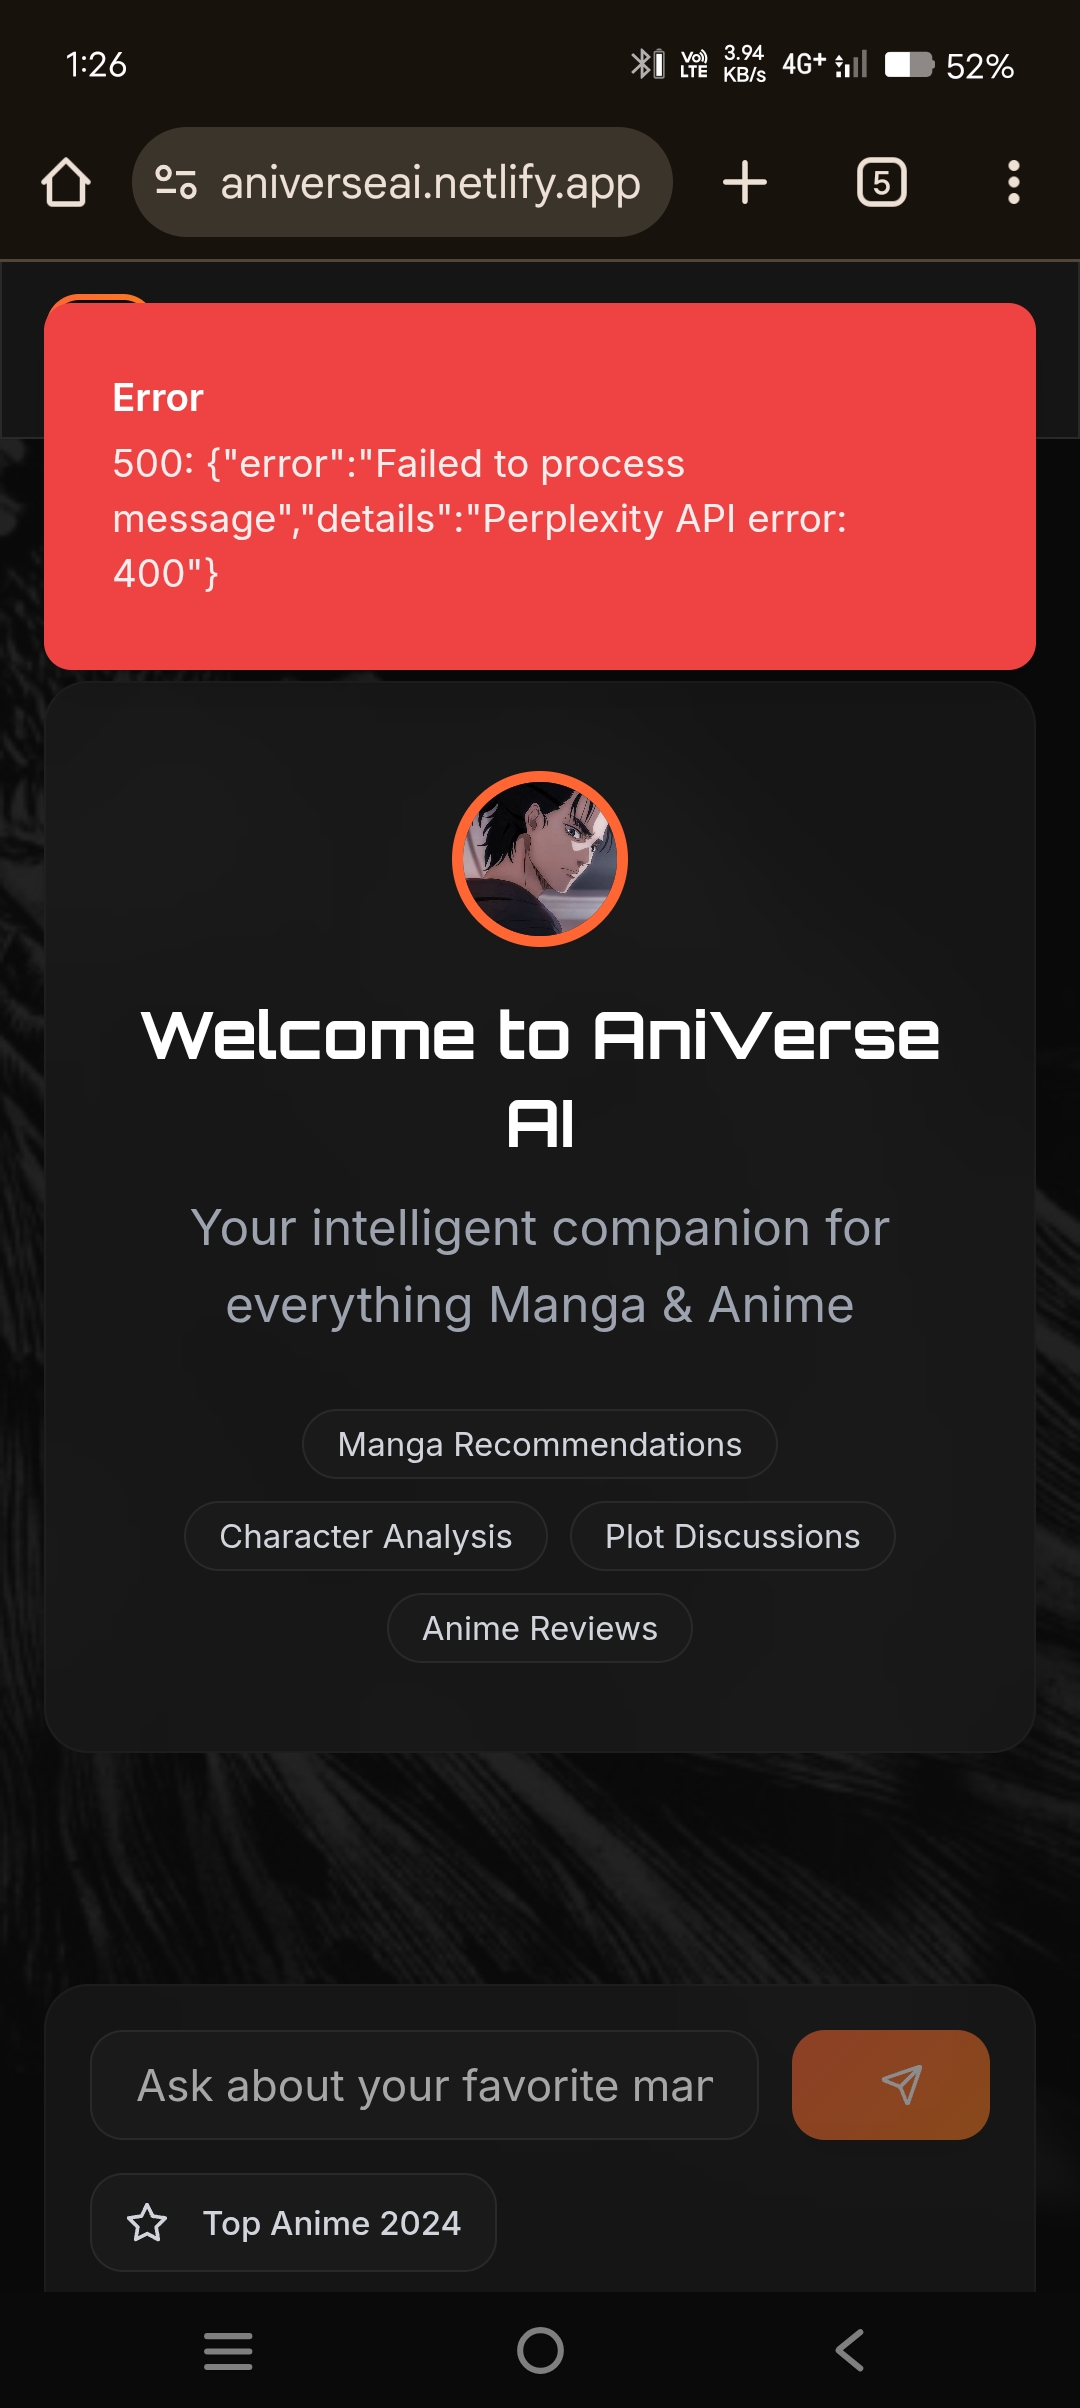 1:26
Vo)) LTE
3.94 KB/s
4G+
52%
aniverseai.netlify.app
5
Error
500: {"error":"Failed to process
message","details":"Perplexity API error:
400"}
Welcome to AniVerse
AI
Your intelligent companion for
everything Manga & Anime
Manga Recommendations
Character Analysis
Plot Discussions
Anime Reviews
Ask about your favorite mar
Top Anime 2024